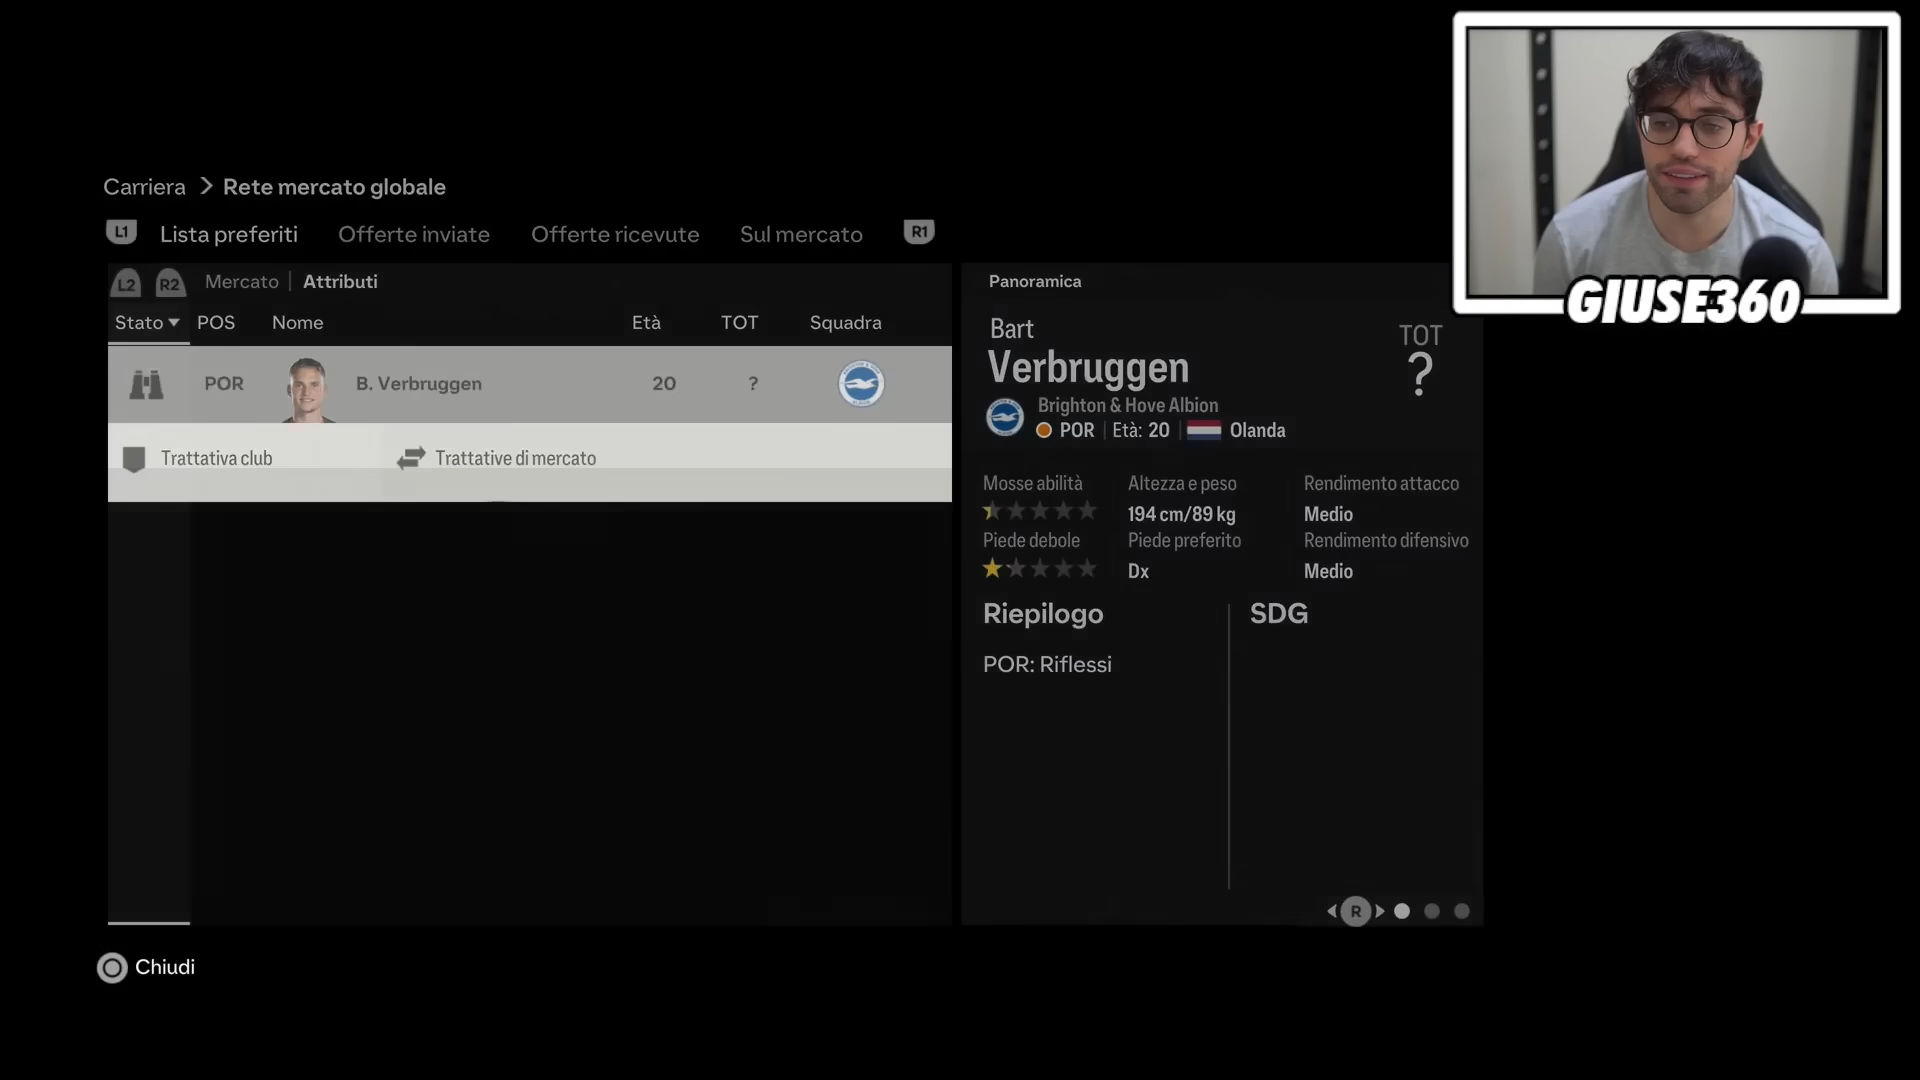 Carriera > Rete mercato globale
L1 Lista preferiti Offerte inviate Offerte ricevute Sul mercato R1
L2 R2 Mercato | Attributi
Stato POS Nome Età TOT Squadra
POR B. Verbruggen 20 ?
Trattativa club Trattative di mercato
Panoramica
Bart
Verbruggen
TOT
?
Brighton & Hove Albion
POR | Età: 20 | Olanda
Mosse abilità Altezza e peso Rendimento attacco
194 cm/89 kg Medio
Piede debole Piede preferito Rendimento difensivo
Dx Medio
Riepilogo SDG
POR: Riflessi
R
Chiudi
GIUSE360